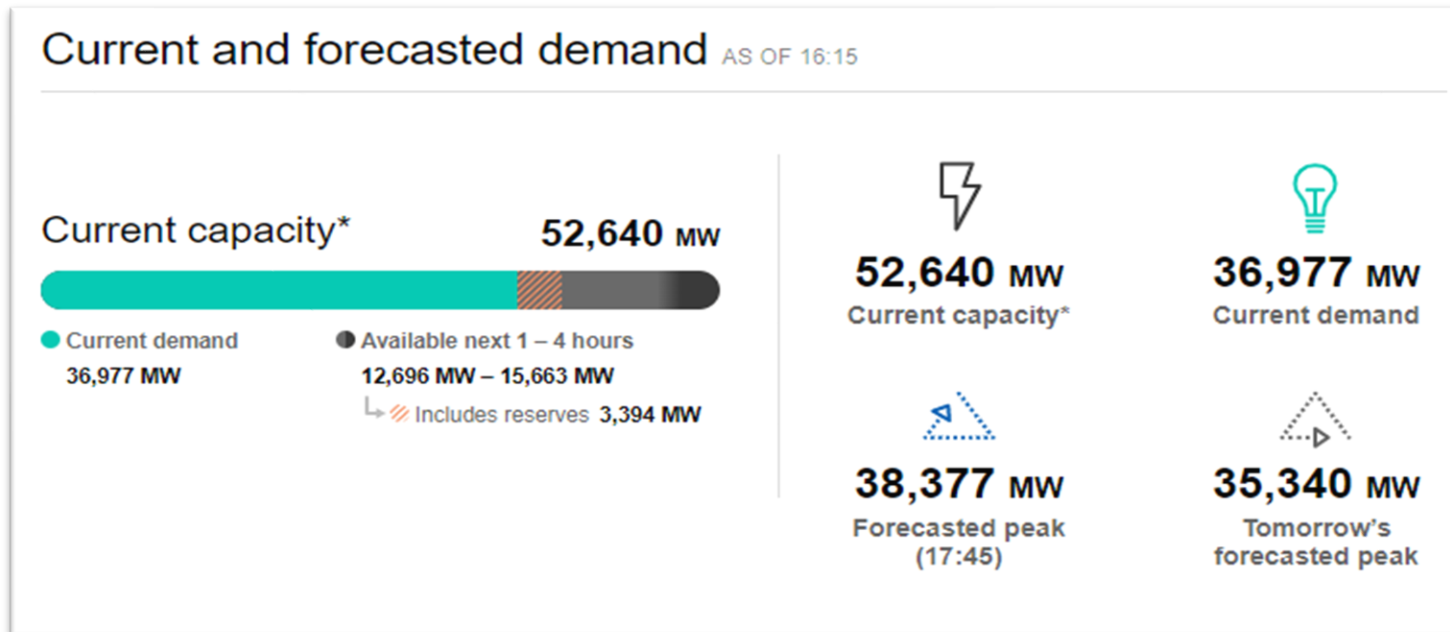 Current and forecasted demand AS OF 16:15
Current capacity* 52,640 MW
Current demand
36,977 MW
Available next 1 – 4 hours
12,696 MW – 15,663 MW
Includes reserves 3,394 MW
52,640 MW
Current capacity*
36,977 MW
Current demand
38,377 MW
Forecasted peak
(17:45)
35,340 MW
Tomorrow’s
forecasted peak